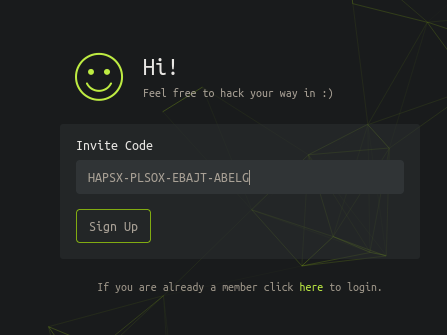 Hi!
Feel free to hack your way in :)
Invite Code
HAPSX-PLSOX-EBAJT-ABELG
Sign Up
If you are already a member click here to login.